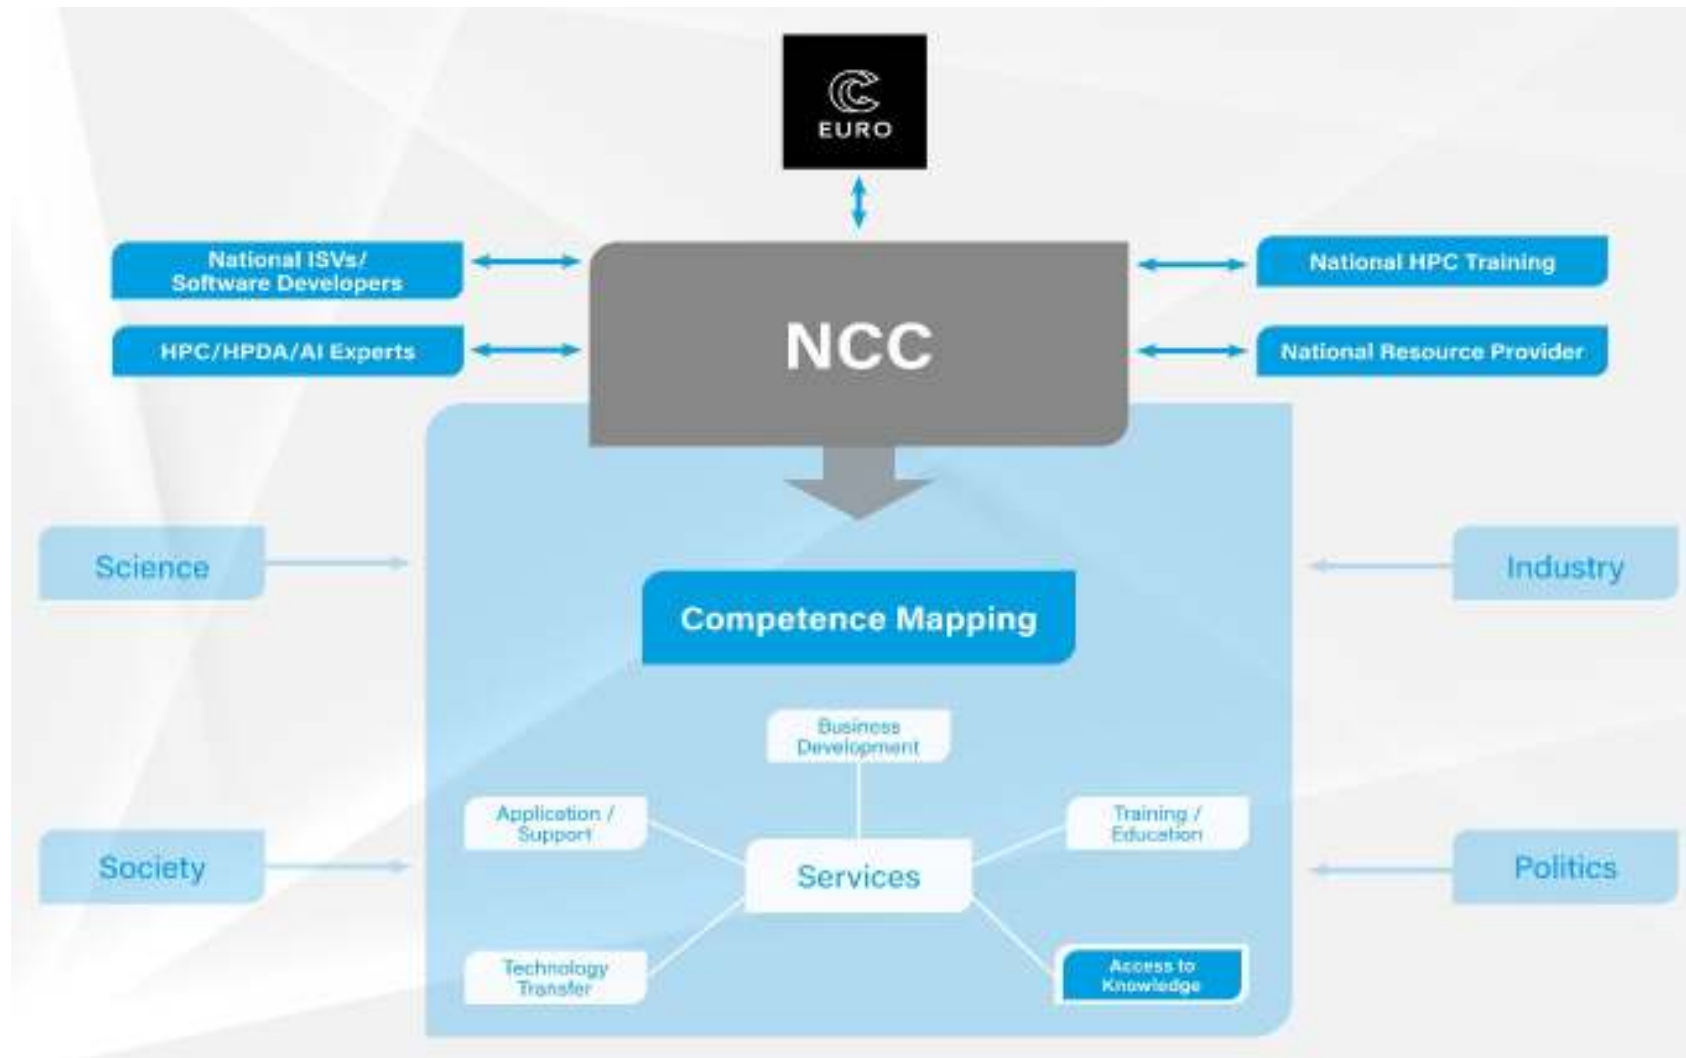 EURO
National ISVs/
Software Developers
National HPC Training
NCC
HPC/HPDA/AI Experts
National Resource Provider
Science
Industry
Competence Mapping
Business
Development
Application /
Support
Training /
Education
Society
Services
Politics
Technology
Transfer
Access to
Knowledge